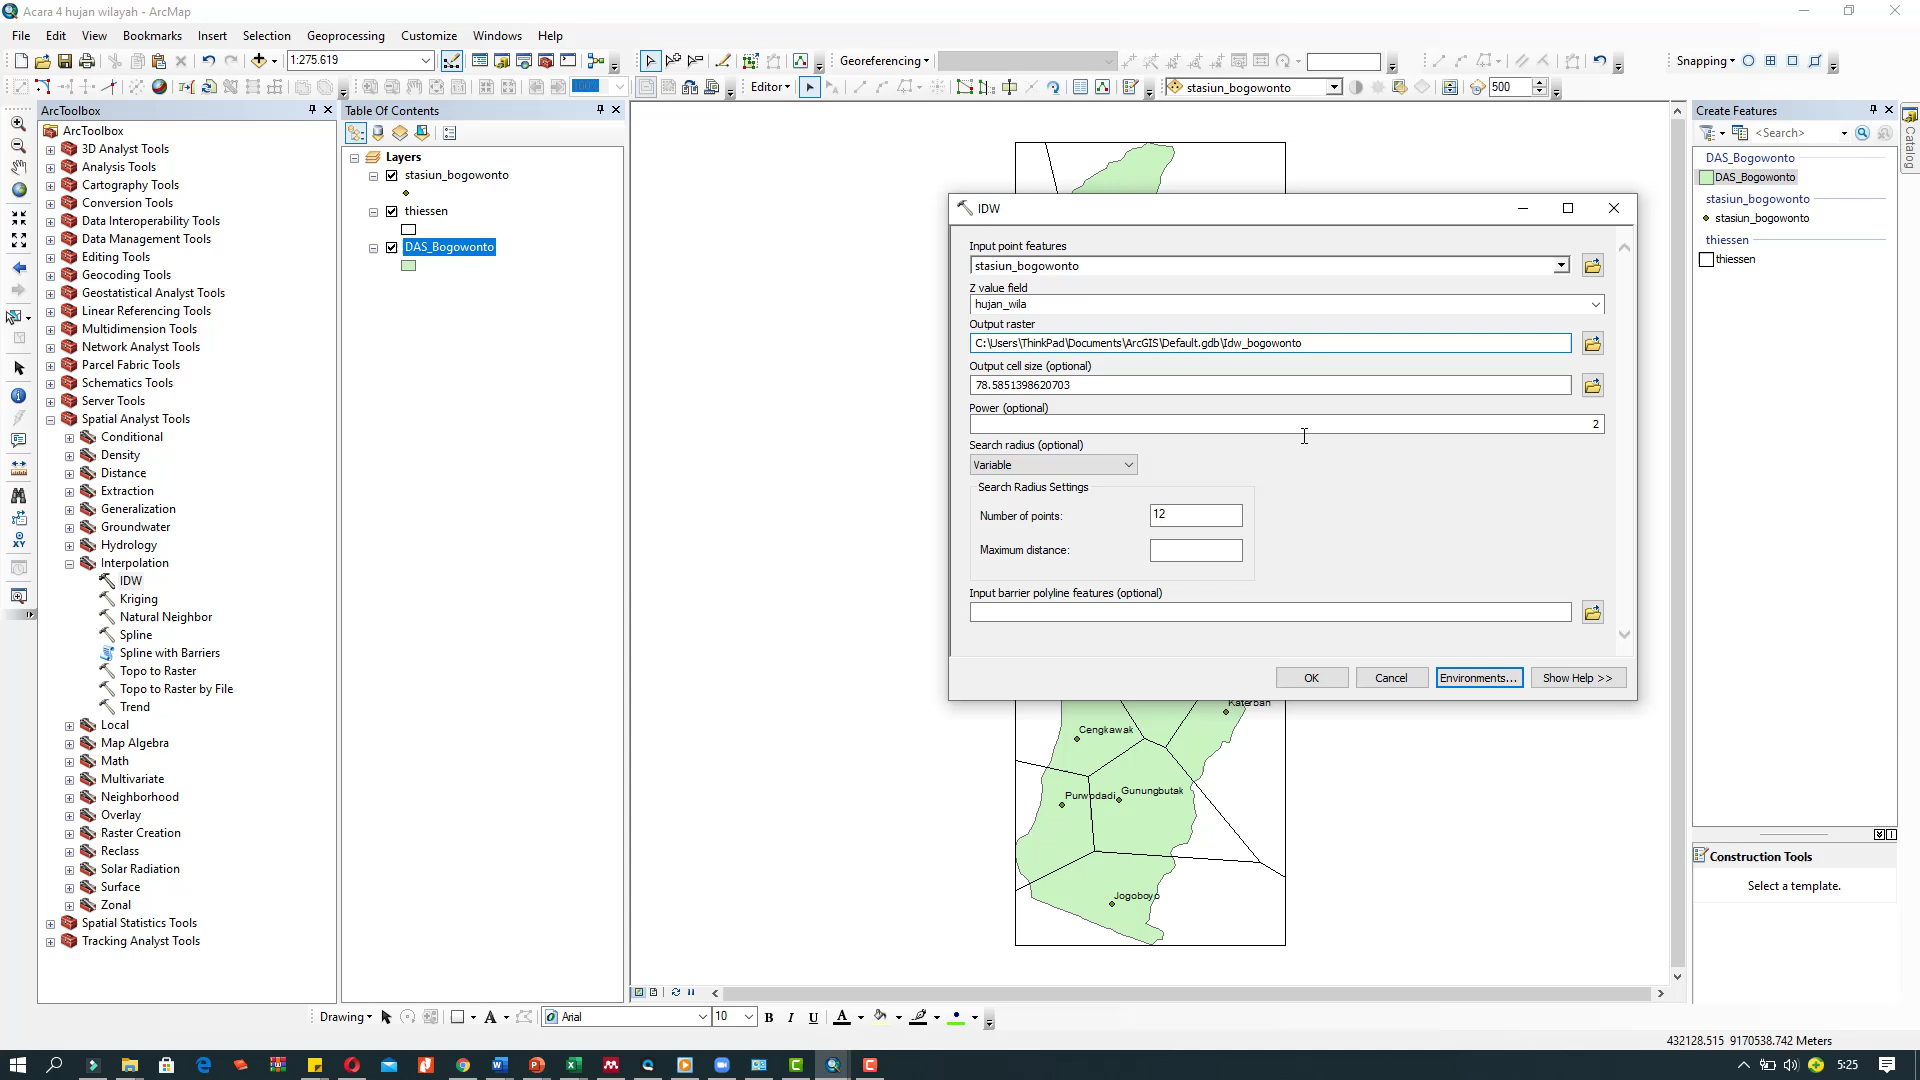 Acara 4 hujan wilayah - ArcMap
File Edit View Bookmarks Insert Selection Geoprocessing Customize Windows Help
1:275.619
Georeferencing
Snapping
100%
Editor
stasiun_bogowonto
500
ArcToolbox
ArcToolbox
3D Analyst Tools
Analysis Tools
Cartography Tools
Conversion Tools
Data Interoperability Tools
Data Management Tools
Editing Tools
Geocoding Tools
Geostatistical Analyst Tools
Linear Referencing Tools
Multidimension Tools
Network Analyst Tools
Parcel Fabric Tools
Schematics Tools
Server Tools
Spatial Analyst Tools
Conditional
Density
Distance
Extraction
Generalization
Groundwater
Hydrology
Interpolation
IDW
Kriging
Natural Neighbor
Spline
Spline with Barriers
Topo to Raster
Topo to Raster by File
Trend
Local
Map Algebra
Math
Multivariate
Neighborhood
Overlay
Raster Creation
Reclass
Solar Radiation
Surface
Zonal
Spatial Statistics Tools
Tracking Analyst Tools
Table Of Contents
Layers
stasiun_bogowonto
thiessen
DAS_Bogowonto
IDW
Input point features
stasiun_bogowonto
Z value field
hujan_wila
Output raster
C:\Users\ThinkPad\Documents\ArcGIS\Default.gdb\Idw_bogowonto
Output cell size (optional)
78.5851398620703
Power (optional)
2
Search radius (optional)
Variable
Search Radius Settings
Number of points: 12
Maximum distance:
Input barrier polyline features (optional)
OK Cancel Environments... Show Help >>
Katerban
Cengkawak
Purwodadi
Gunungbutak
Jogoboyo
Create Features
<Search>
DAS_Bogowonto
DAS_Bogowonto
stasiun_bogowonto
stasiun_bogowonto
thiessen
thiessen
Construction Tools
Select a template.
Catalog
Drawing
Arial
10
B I U A
432128.515 9170538.742 Meters
5:25